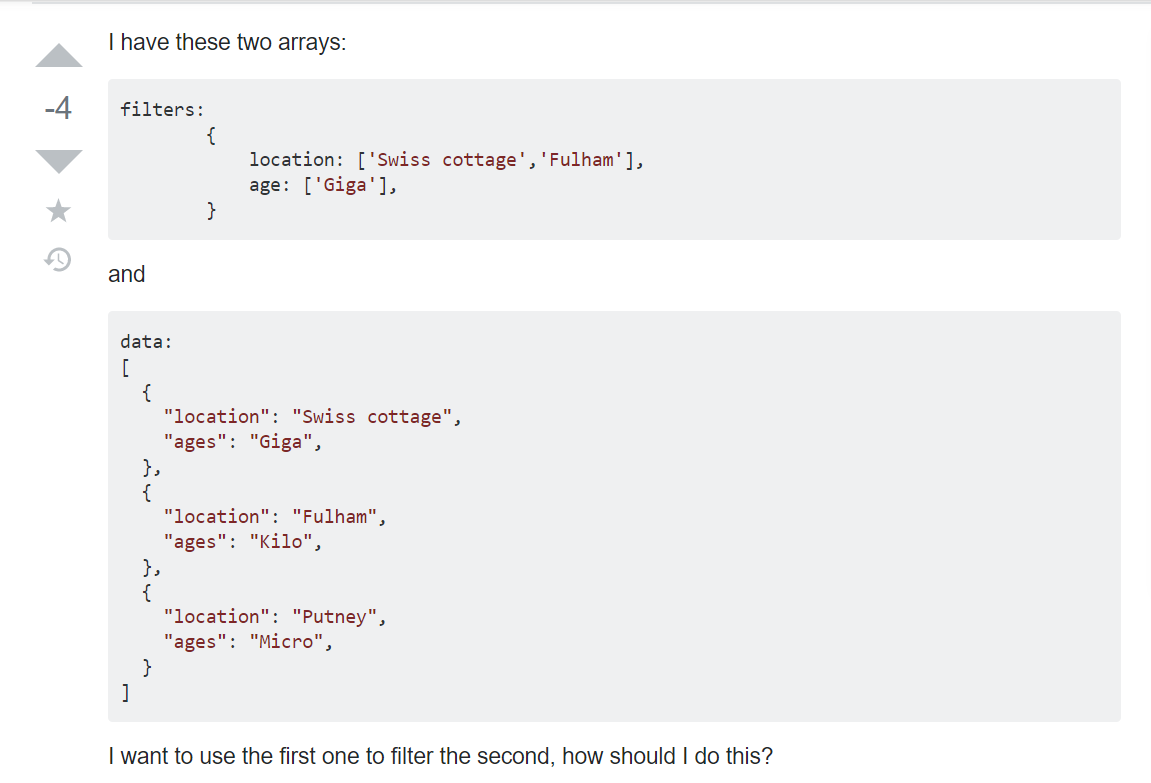 I have these two arrays:
-4
filters:
{
location: ['Swiss cottage','Fulham'],
age: ['Giga'],
}
and
data:
[
{
"location": "Swiss cottage",
"ages": "Giga",
},
{
"location": "Fulham",
"ages": "Kilo",
},
{
"location": "Putney",
"ages": "Micro",
}
]
I want to use the first one to filter the second, how should I do this?